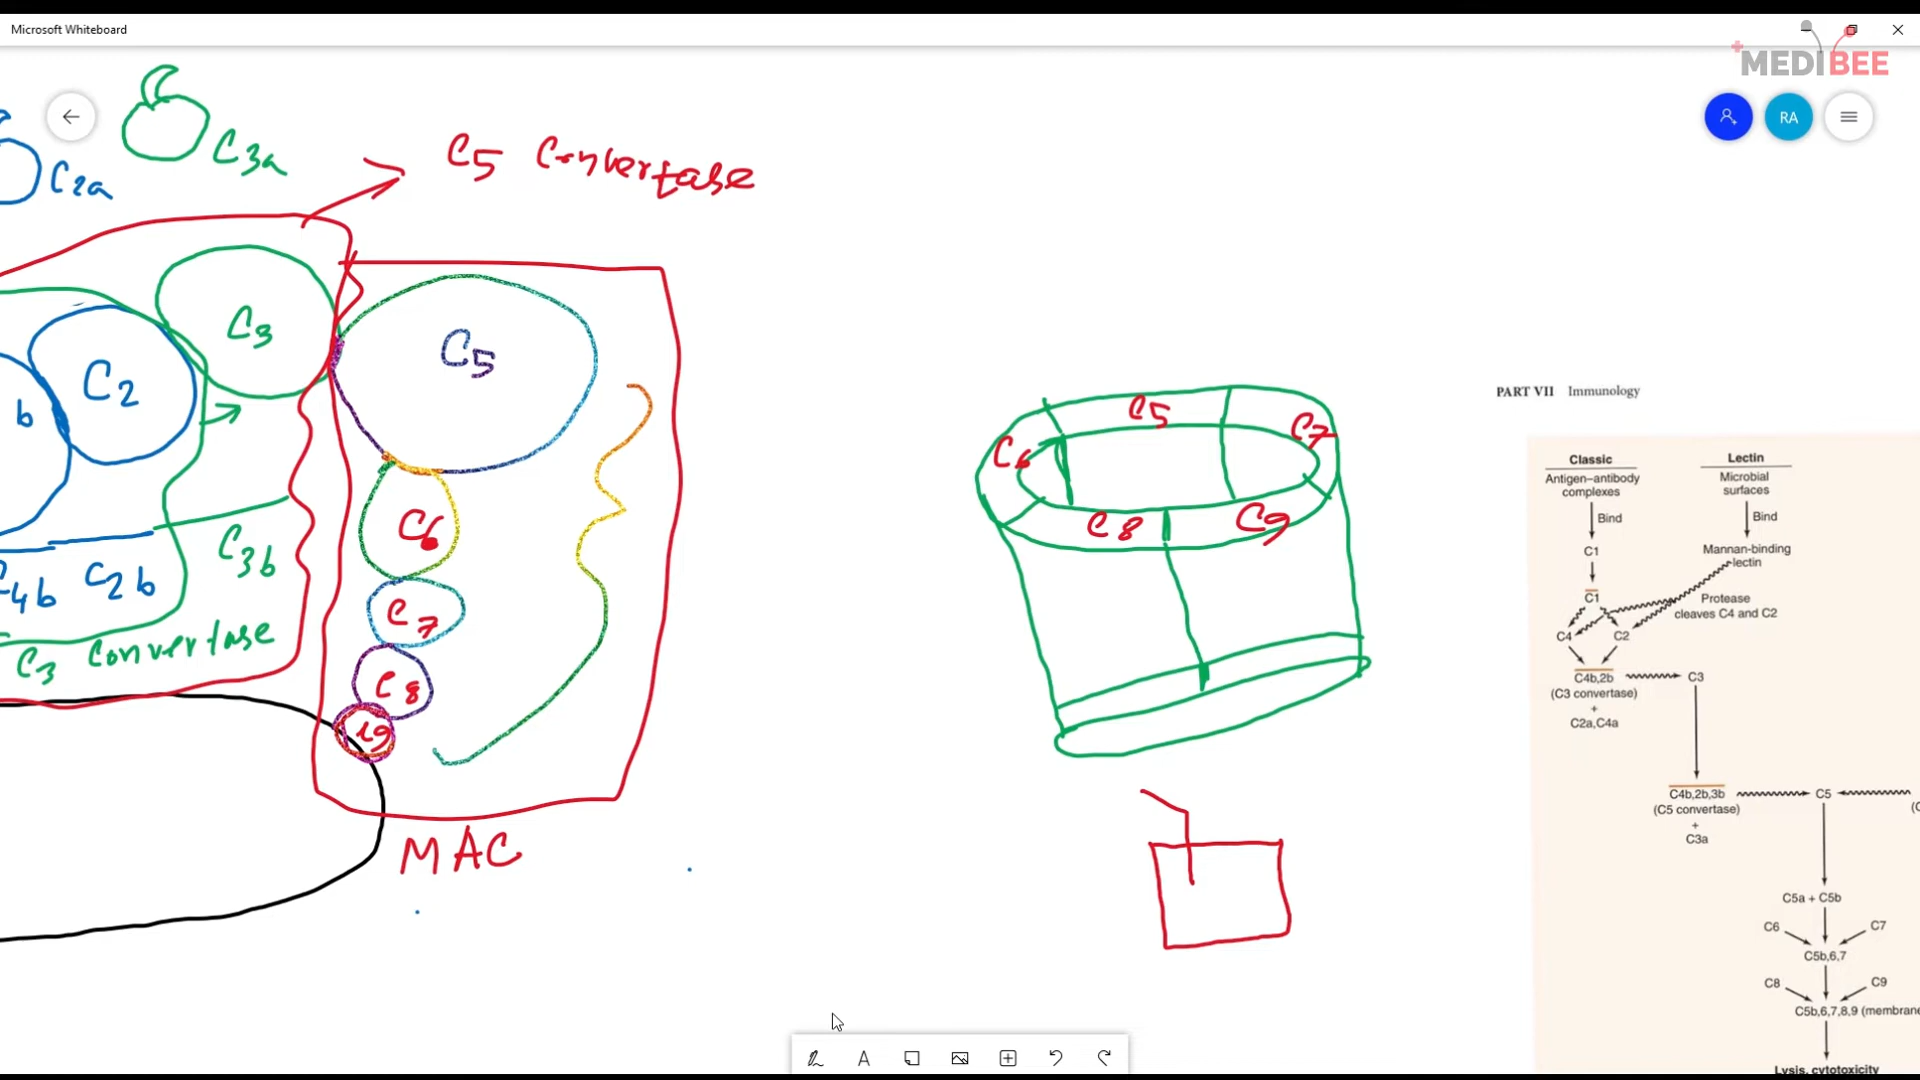 Microsoft Whiteboard
MEDIBEE
RA
C3a
C2a
C5 Convertase
C3
C2
b
C5
C6
C7
C8
C9
C3b
C4b C2b
C3 Convertase
MAC
C5
C6
C7
C8
C9
PART VII Immunology
Classic
Antigen–antibody
complexes
Bind
C1
C1
C4
C2
C4b,2b
(C3 convertase)
+
C2a,C4a
Lectin
Microbial
surfaces
Bind
Mannan-binding
lectin
Protease
cleaves C4 and C2
C3
C4b,2b,3b
(C5 convertase)
+
C3a
C5
C5a + C5b
C6
C7
C5b,6,7
C8
C9
C5b,6,7,8,9 (membrane
Lysis, cytotoxicity